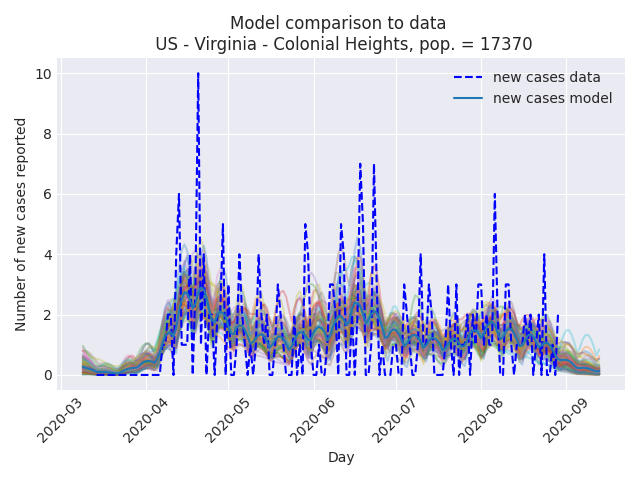 Model comparison to data
US - Virginia - Colonial Heights, pop. = 17370
new cases data
new cases model
Number of new cases reported
10
8
6
4
2
0
2020-03
2020-04
2020-05
2020-06
2020-07
2020-08
2020-09
Day